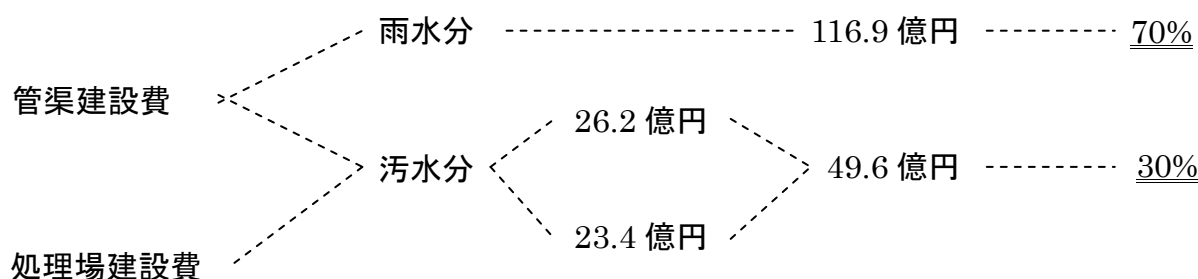 雨水分 116.9 億円 70%
管渠建設費
26.2 億円
汚水分 49.6 億円 30%
23.4 億円
処理場建設費